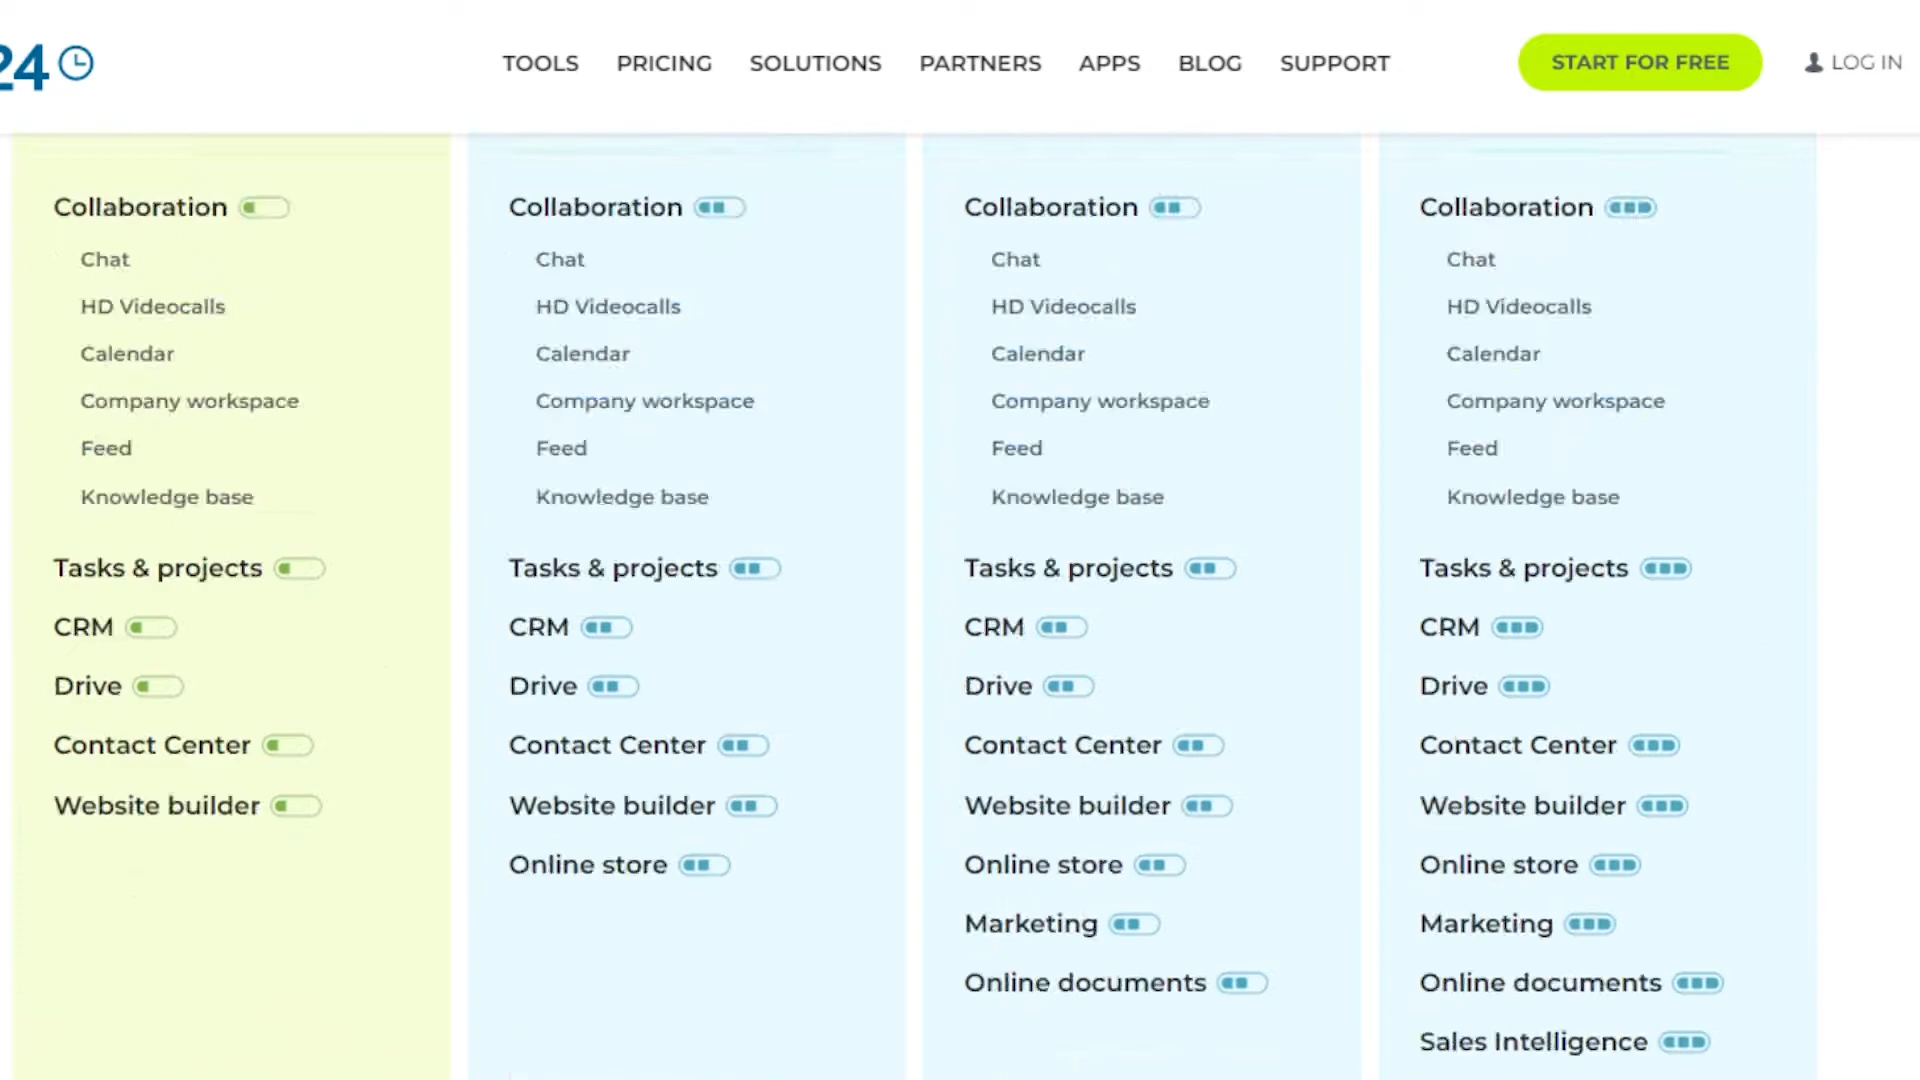 24
TOOLS PRICING SOLUTIONS PARTNERS APPS BLOG SUPPORT START FOR FREE LOG IN
Collaboration
Chat
HD Videocalls
Calendar
Company workspace
Feed
Knowledge base
Tasks & projects
CRM
Drive
Contact Center
Website builder
Collaboration
Chat
HD Videocalls
Calendar
Company workspace
Feed
Knowledge base
Tasks & projects
CRM
Drive
Contact Center
Website builder
Online store
Collaboration
Chat
HD Videocalls
Calendar
Company workspace
Feed
Knowledge base
Tasks & projects
CRM
Drive
Contact Center
Website builder
Online store
Marketing
Online documents
Collaboration
Chat
HD Videocalls
Calendar
Company workspace
Feed
Knowledge base
Tasks & projects
CRM
Drive
Contact Center
Website builder
Online store
Marketing
Online documents
Sales Intelligence